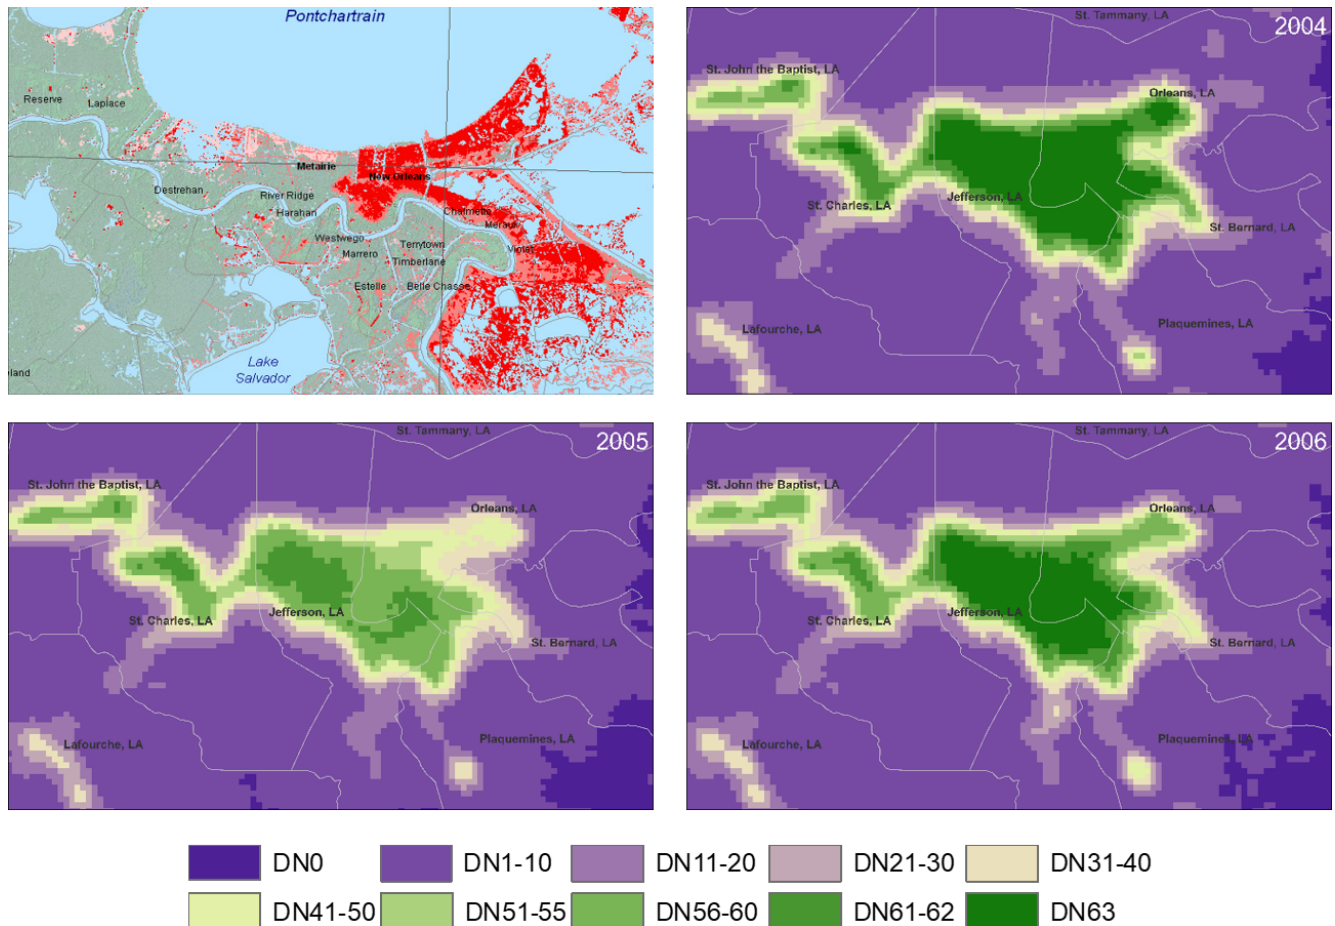 Pontchartrain
Reserve
Laplace
Metairie
New Orleans
Destrehan
River Ridge
Harahan
Chalmette
Meraux
Westwego
Terrytown
Violet
Marrero
Timberlane
Estelle
Belle Chasse
Lake
Salvador
yland
St. Tammany, LA
2004
St. John the Baptist, LA
Orleans, LA
Jefferson, LA
St. Charles, LA
St. Bernard, LA
Plaquemines, LA
Lafourche, LA
St. Tammany, LA
2005
St. John the Baptist, LA
Orleans, LA
Jefferson, LA
St. Charles, LA
St. Bernard, LA
Plaquemines, LA
Lafourche, LA
St. Tammany, LA
2006
St. John the Baptist, LA
Orleans, LA
Jefferson, LA
St. Charles, LA
St. Bernard, LA
Plaquemines, LA
Lafourche, LA
DN0 DN1-10 DN11-20 DN21-30 DN31-40
DN41-50 DN51-55 DN56-60 DN61-62 DN63